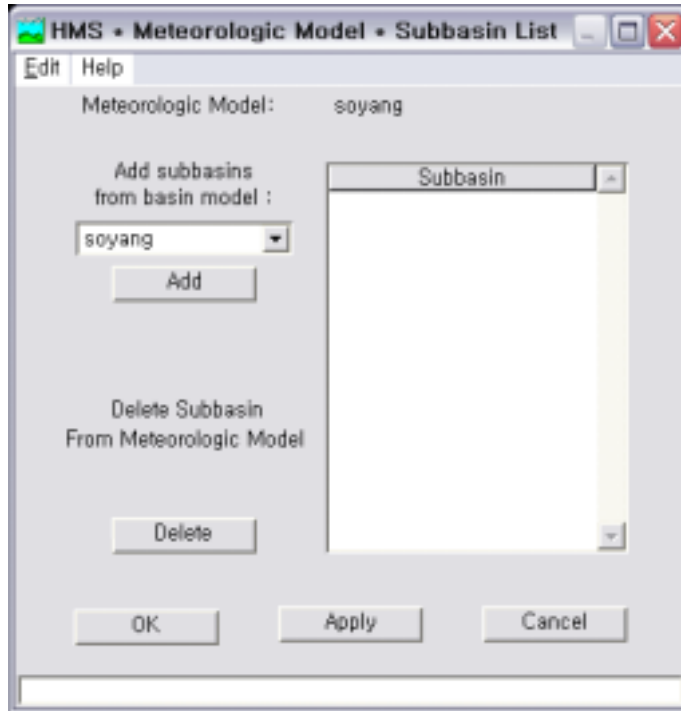 HMS • Meteorologic Model • Subbasin List
Edit Help
Meteorologic Model: soyang
Add subbasins
from basin model :
soyang
Add
Subbasin
Delete Subbasin
From Meteorologic Model
Delete
OK Apply Cancel